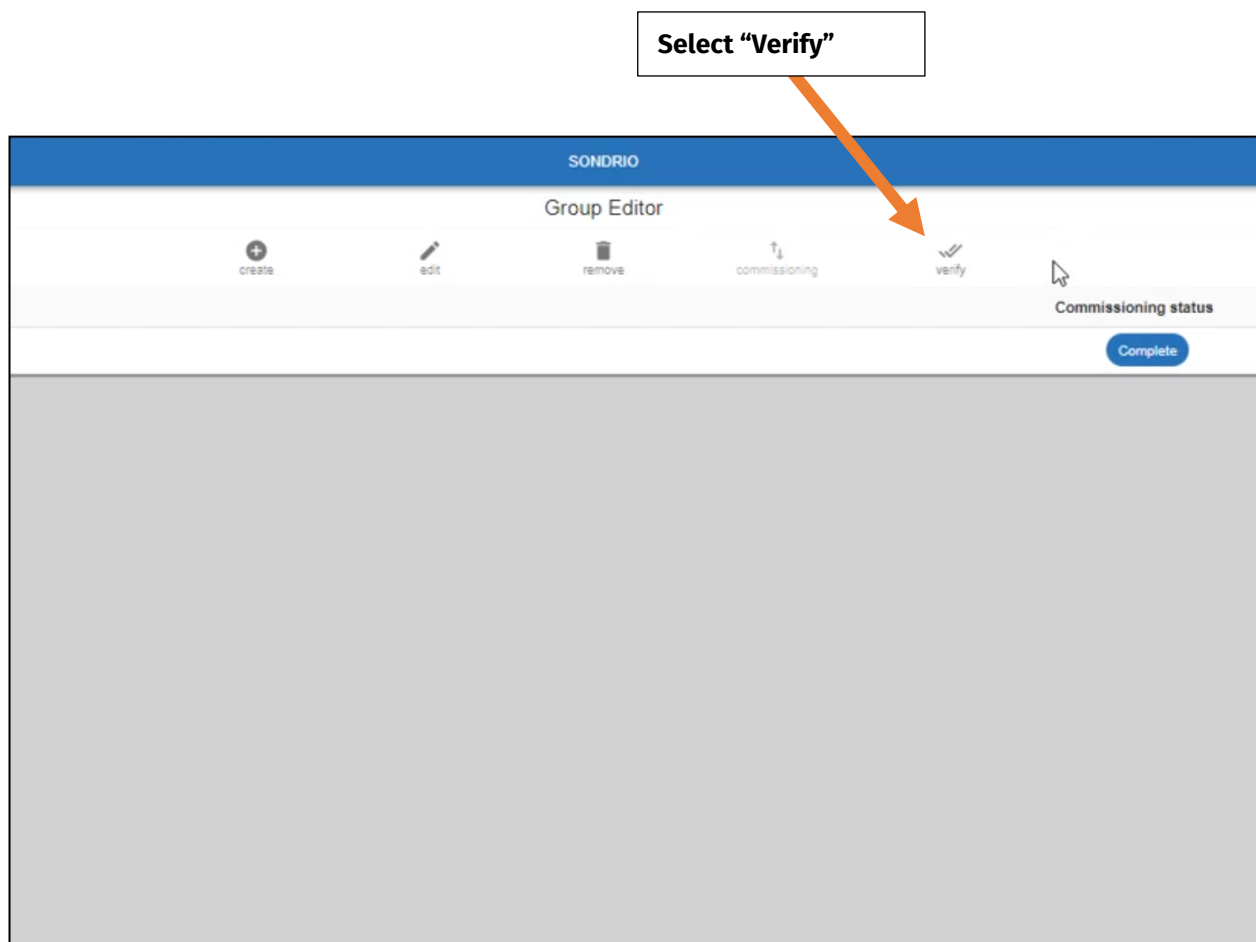 Select “Verify”
SONDRIO
Group Editor
create
edit
remove
commissioning
verify
Commissioning status
Complete